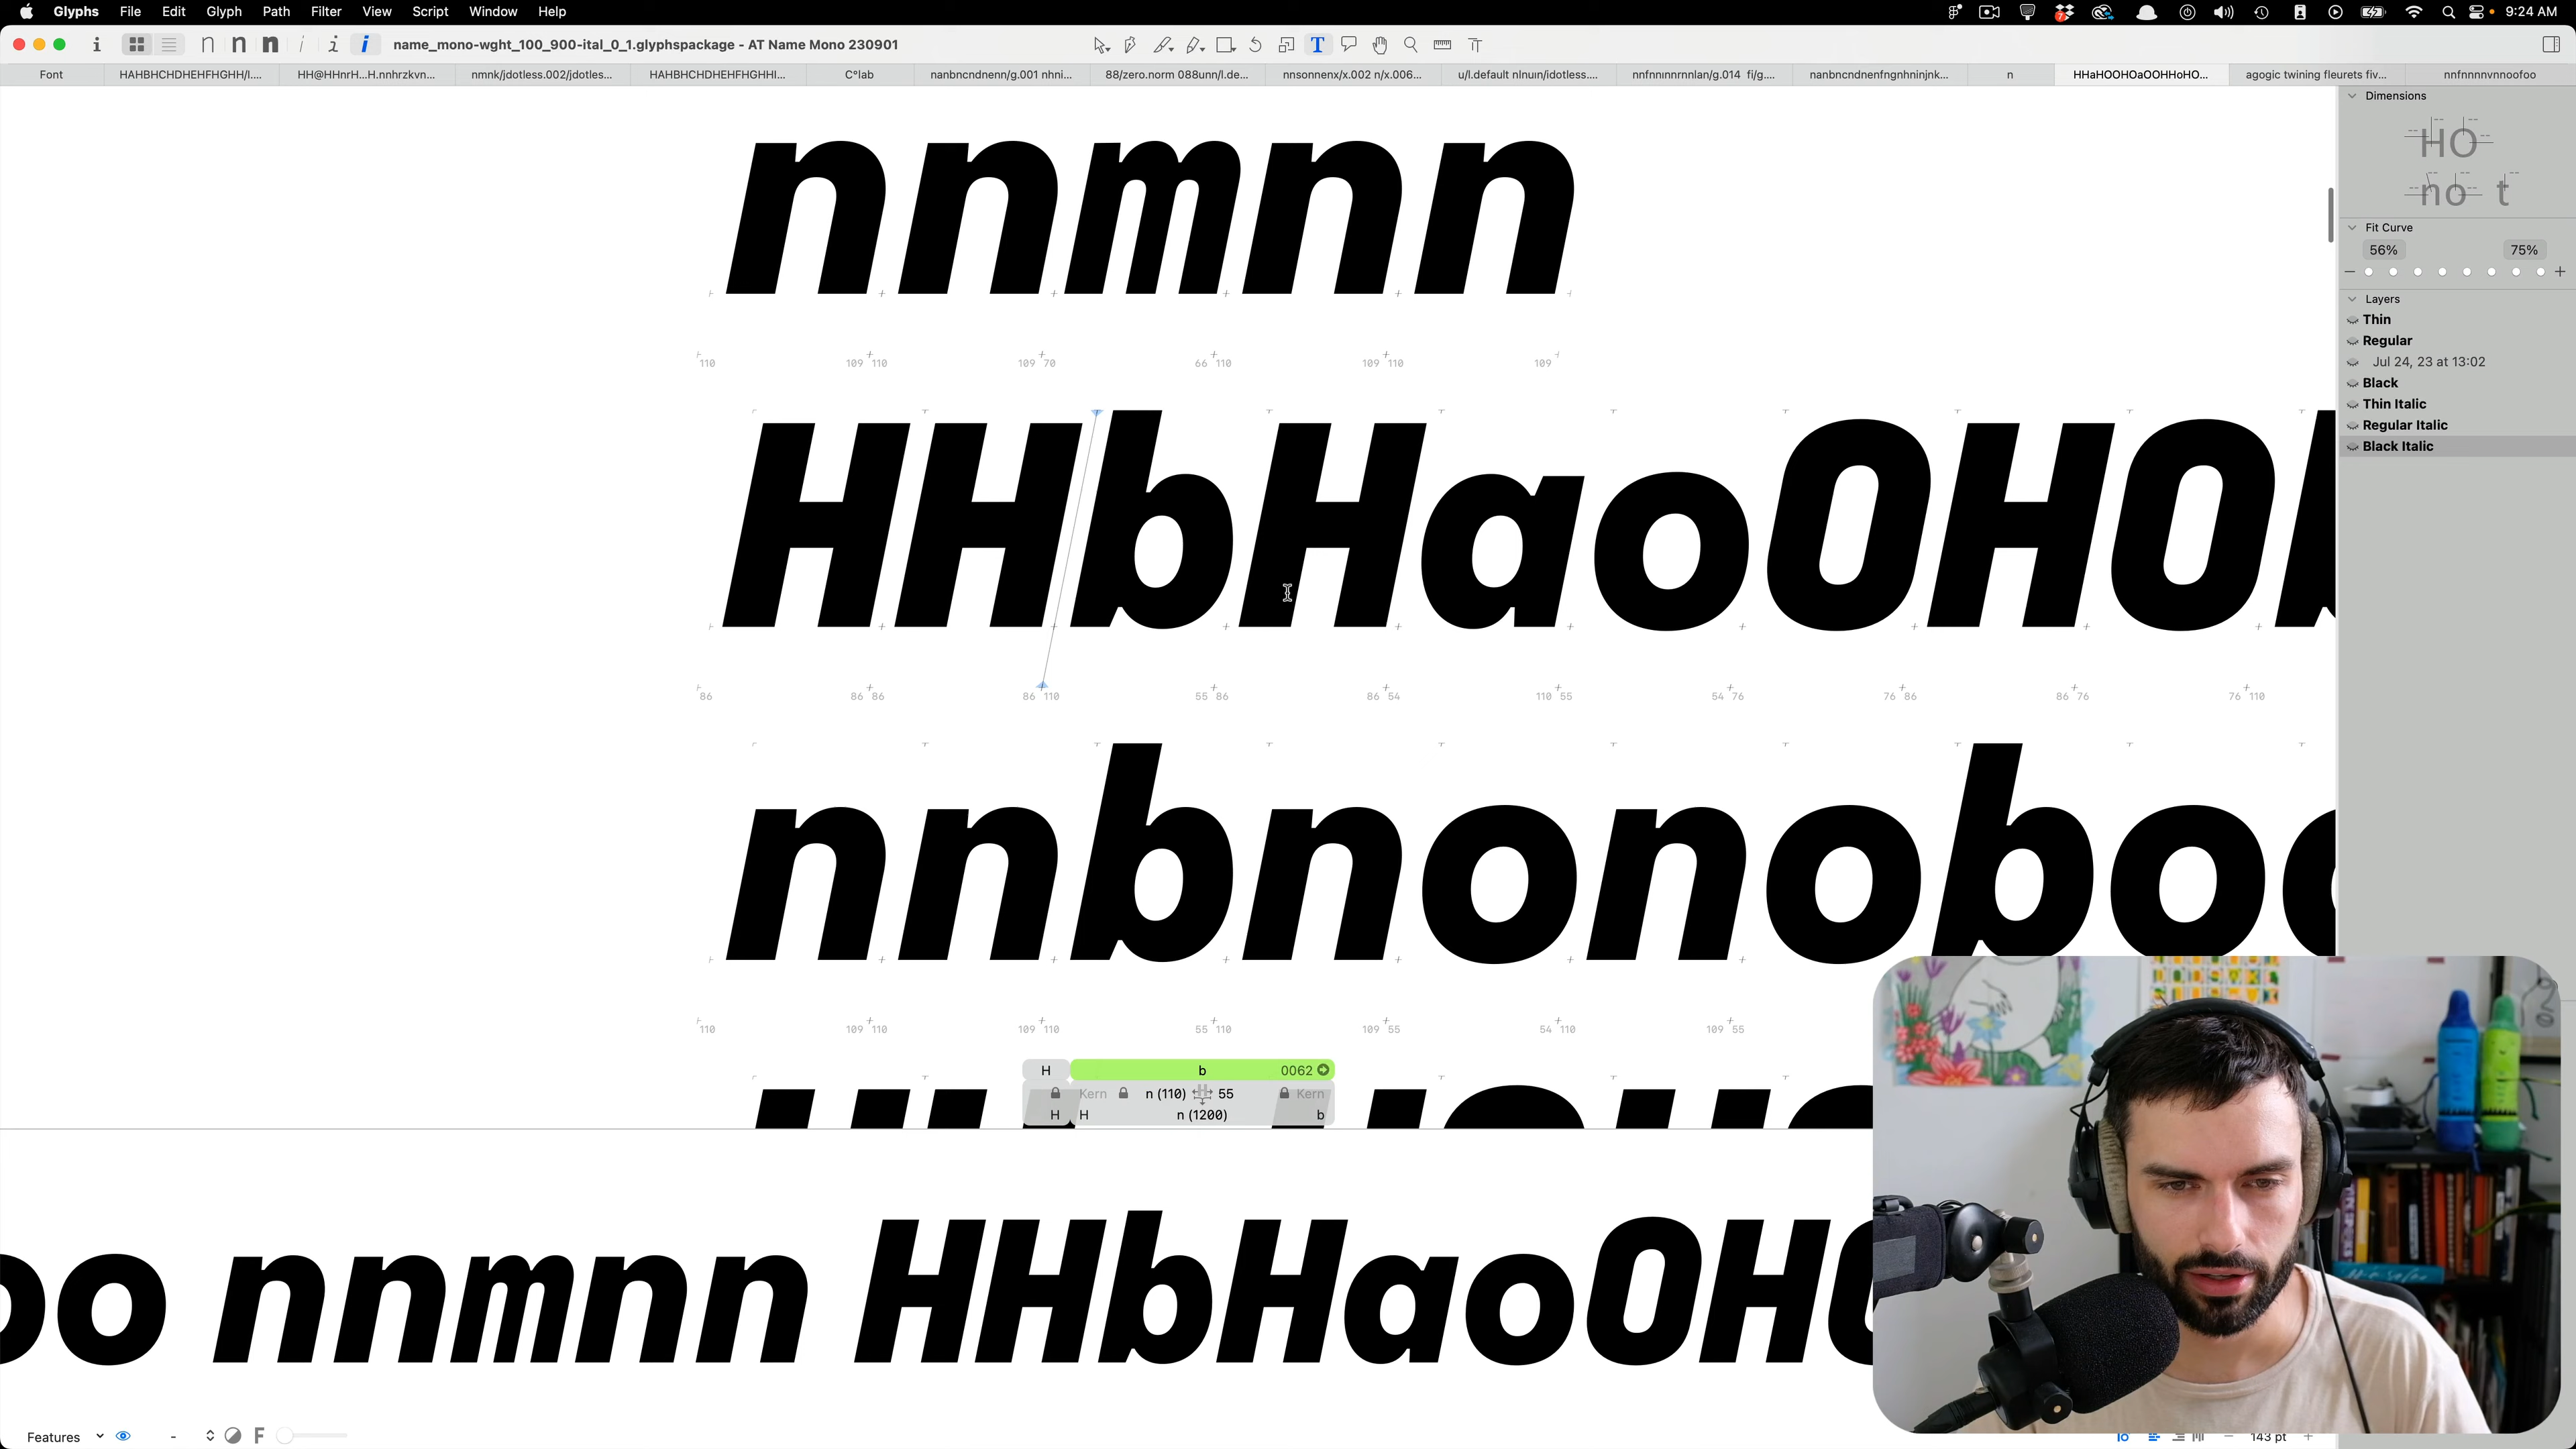 Glyphs File Edit Glyph Path Filter View Script Window Help 9:24 AM
name_mono-wght_100_900-ital_0_1.glyphspackage - AT Name Mono 230901
Font HAHBHCHDHEHFHGHH/l.... HH@HHnrH...H.nnhrzkvn... nmnk/jdotless.002/jdotles... HAHBHCHDHEHFHGHHI... C°lab nanbncndnenn/g.001 nhni... 88/zero.norm 088unn/l.de... nnsonnenx/x.002 n/x.006... u/l.default nlnuın/idotless.... nnfnnınnrnnlan/g.014 fi/g.... nanbncndnenfngnhninjnk... n HHaHOOHOaOOHHoHO... agogic twining fleurets fiv... nnfnnnnvnnoofoo
Dimensions
HO
no t
Fit Curve
56% 75%
Layers
Thin
Regular
Jul 24, 23 at 13:02
Black
Thin Italic
Regular Italic
Black Italic
nnmnn
110 109 110 109 70 66 110 109 110 109
HHbHaoOHO
86 86 86 86 110 55 86 86 54 110 55 54 76 76 86 86 76 76 110
nnbnonoboo
110 109 110 109 110 55 110 109 55 54 110 109 55
H b 0062
Kern n (110) 55 Kern
H H n (1200) b
oo nnmnn HHbHaoOHO
Features - F 143 pt